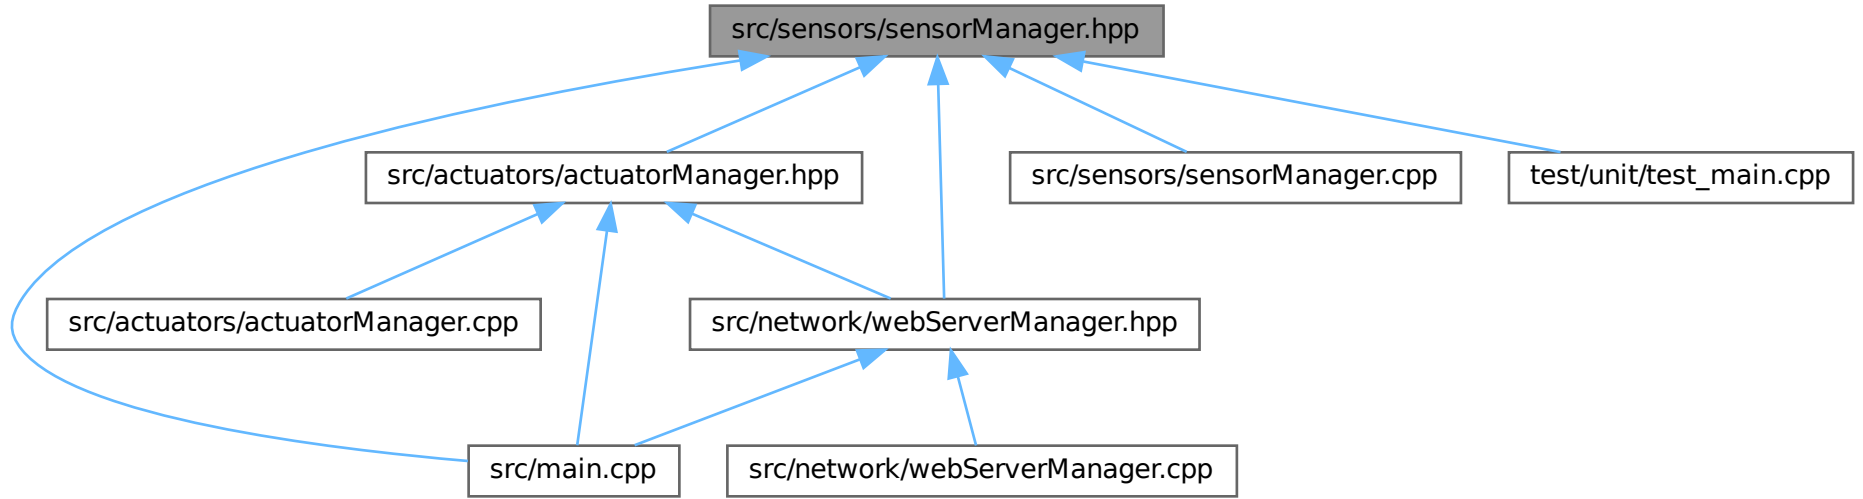 src/sensors/sensorManager.hpp
src/actuators/actuatorManager.hpp
src/sensors/sensorManager.cpp
test/unit/test_main.cpp
src/actuators/actuatorManager.cpp
src/network/webServerManager.hpp
src/main.cpp
src/network/webServerManager.cpp